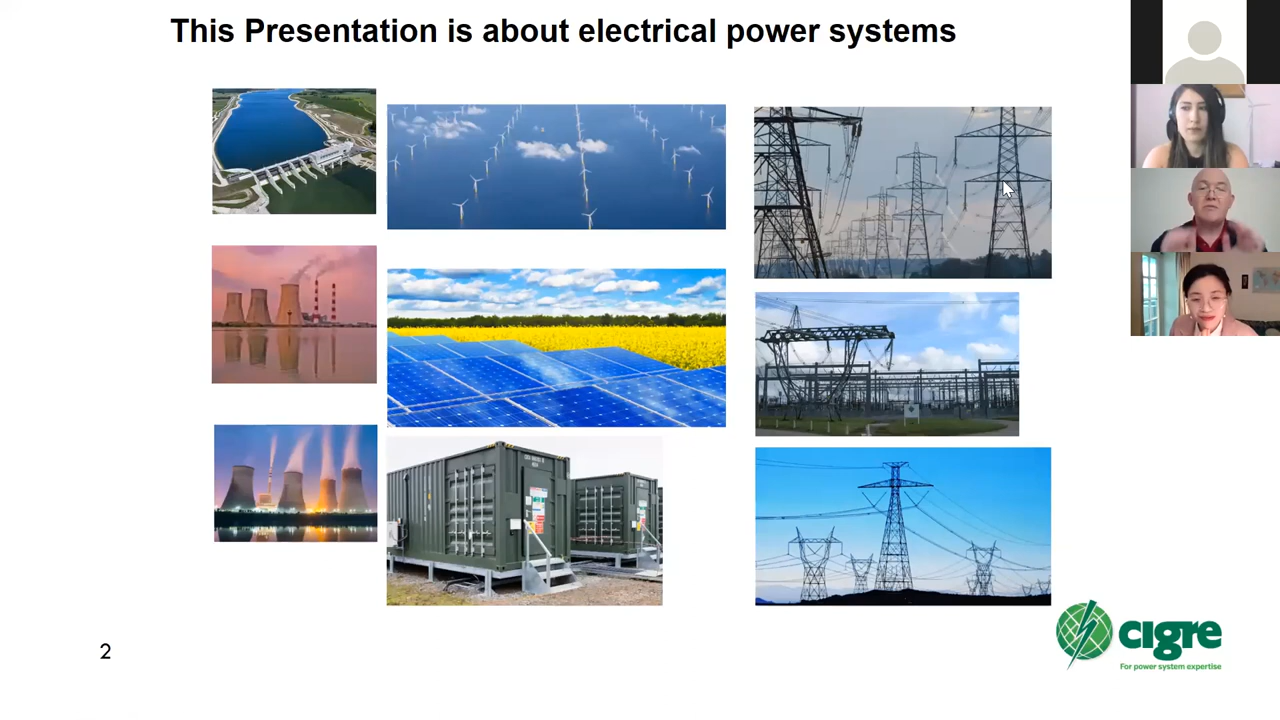 This Presentation is about electrical power systems
2
cigre
For power system expertise